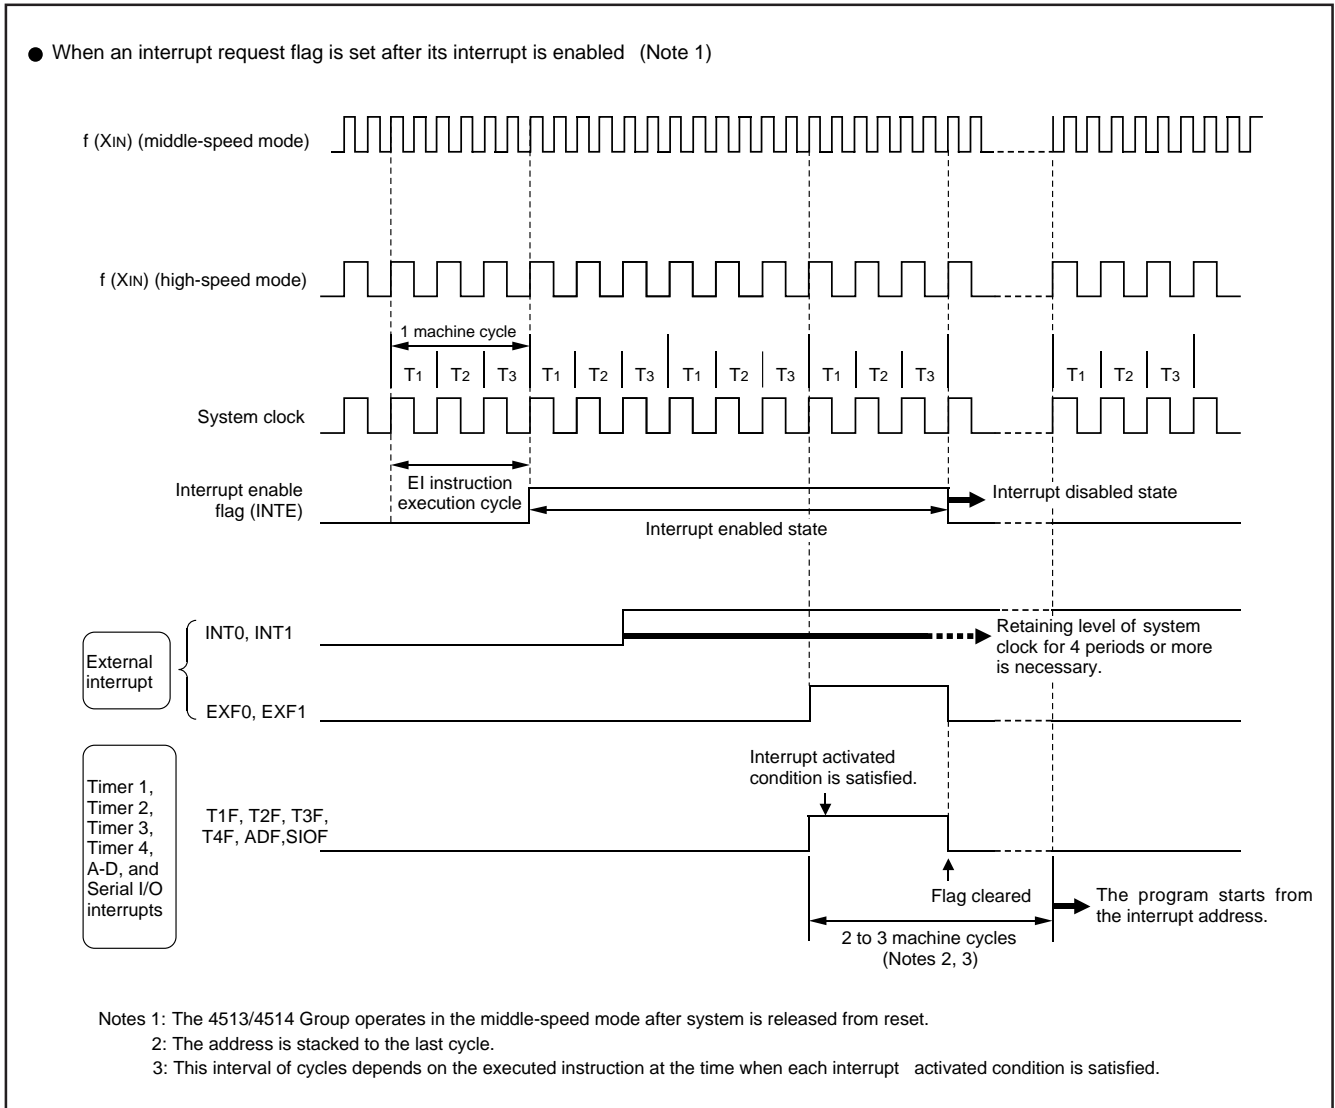 ● When an interrupt request flag is set after its interrupt is enabled (Note 1)
f (XIN) (middle-speed mode)
f (XIN) (high-speed mode)
1 machine cycle
T1 T2 T3 T1 T2 T3 T1 T2 T3 T1 T2 T3 T1 T2 T3
System clock
EI instruction
execution cycle
Interrupt enable
flag (INTE)
Interrupt enabled state
Interrupt disabled state
External
interrupt
INT0, INT1
Retaining level of system
clock for 4 periods or more
is necessary.
EXF0, EXF1
Timer 1,
Timer 2,
Timer 3,
Timer 4,
A-D, and
Serial I/O
interrupts
T1F, T2F, T3F,
T4F, ADF,SIOF
Interrupt activated
condition is satisfied.
Flag cleared
2 to 3 machine cycles
(Notes 2, 3)
The program starts from
the interrupt address.
Notes 1: The 4513/4514 Group operates in the middle-speed mode after system is released from reset.
2: The address is stacked to the last cycle.
3: This interval of cycles depends on the executed instruction at the time when each interrupt activated condition is satisfied.